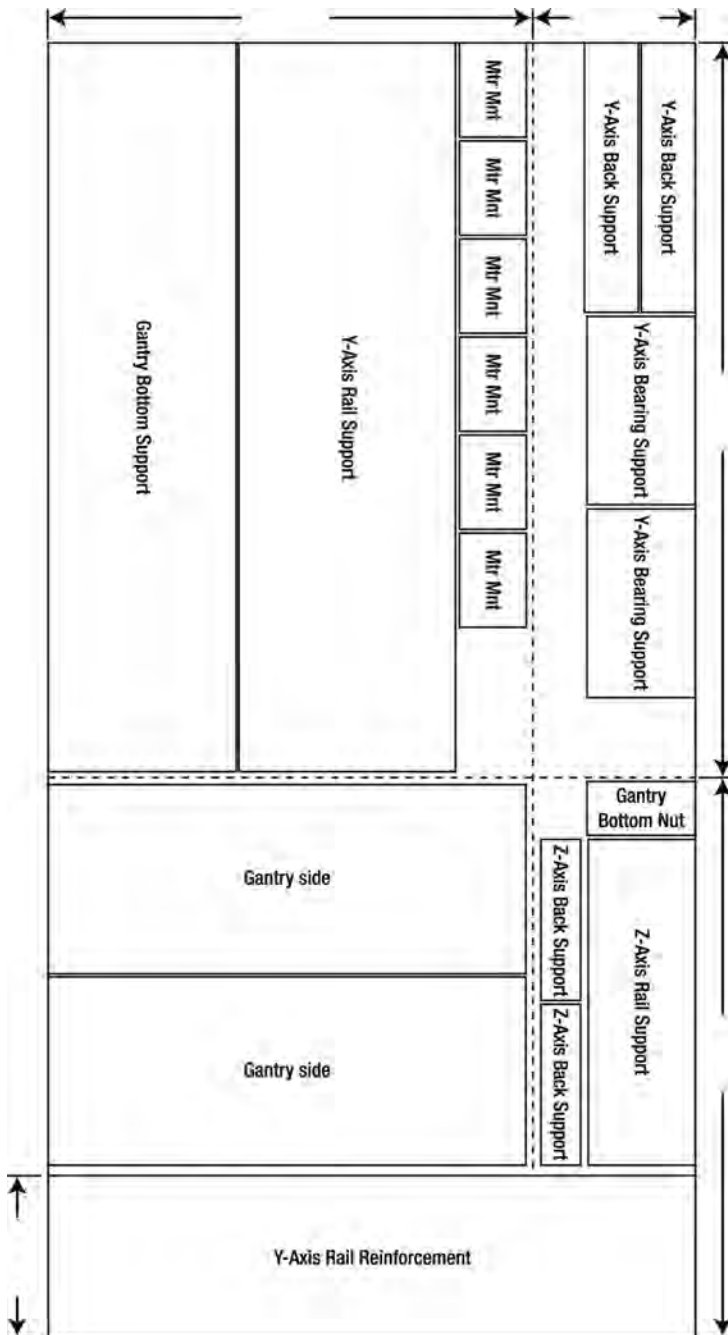 Gantry Bottom Support
Y-Axis Rail Support
Mtr Mnt
Mtr Mnt
Mtr Mnt
Mtr Mnt
Mtr Mnt
Mtr Mnt
Y-Axis Back Support
Y-Axis Back Support
Y-Axis Bearing Support
Y-Axis Bearing Support
Gantry side
Gantry side
Gantry
Bottom Nut
Z-Axis Back Support
Z-Axis Back Support
Z-Axis Rail Support
Y-Axis Rail Reinforcement